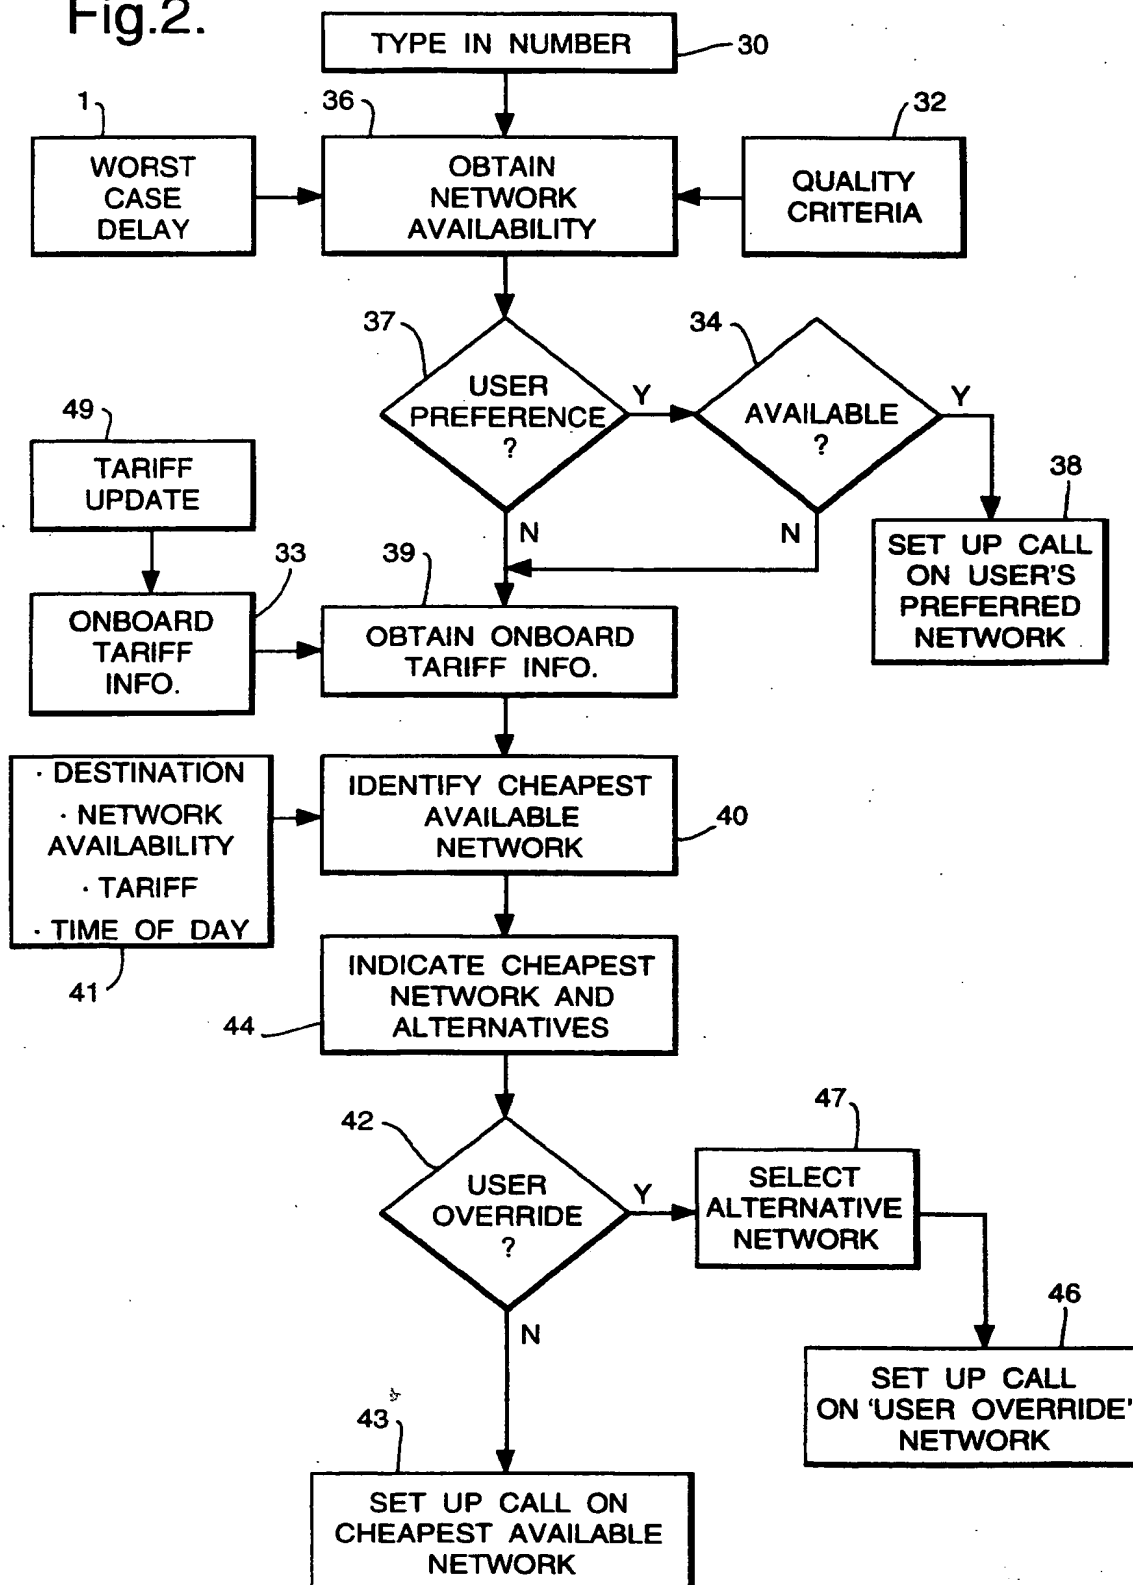 Fig.2.
TYPE IN NUMBER
30
1
36
32
WORST
CASE
DELAY
OBTAIN
NETWORK
AVAILABILITY
QUALITY
CRITERIA
37
34
USER
PREFERENCE
?
Y
AVAILABLE
?
Y
N
N
49
TARIFF
UPDATE
38
SET UP CALL
ON USER'S
PREFERRED
NETWORK
33
ONBOARD
TARIFF
INFO.
39
OBTAIN ONBOARD
TARIFF INFO.
· DESTINATION
· NETWORK
AVAILABILITY
· TARIFF
· TIME OF DAY
41
IDENTIFY CHEAPEST
AVAILABLE
NETWORK
40
INDICATE CHEAPEST
NETWORK AND
ALTERNATIVES
44
42
USER
OVERRIDE
?
Y
N
47
SELECT
ALTERNATIVE
NETWORK
46
SET UP CALL
ON 'USER OVERRIDE'
NETWORK
43
SET UP CALL ON
CHEAPEST AVAILABLE
NETWORK